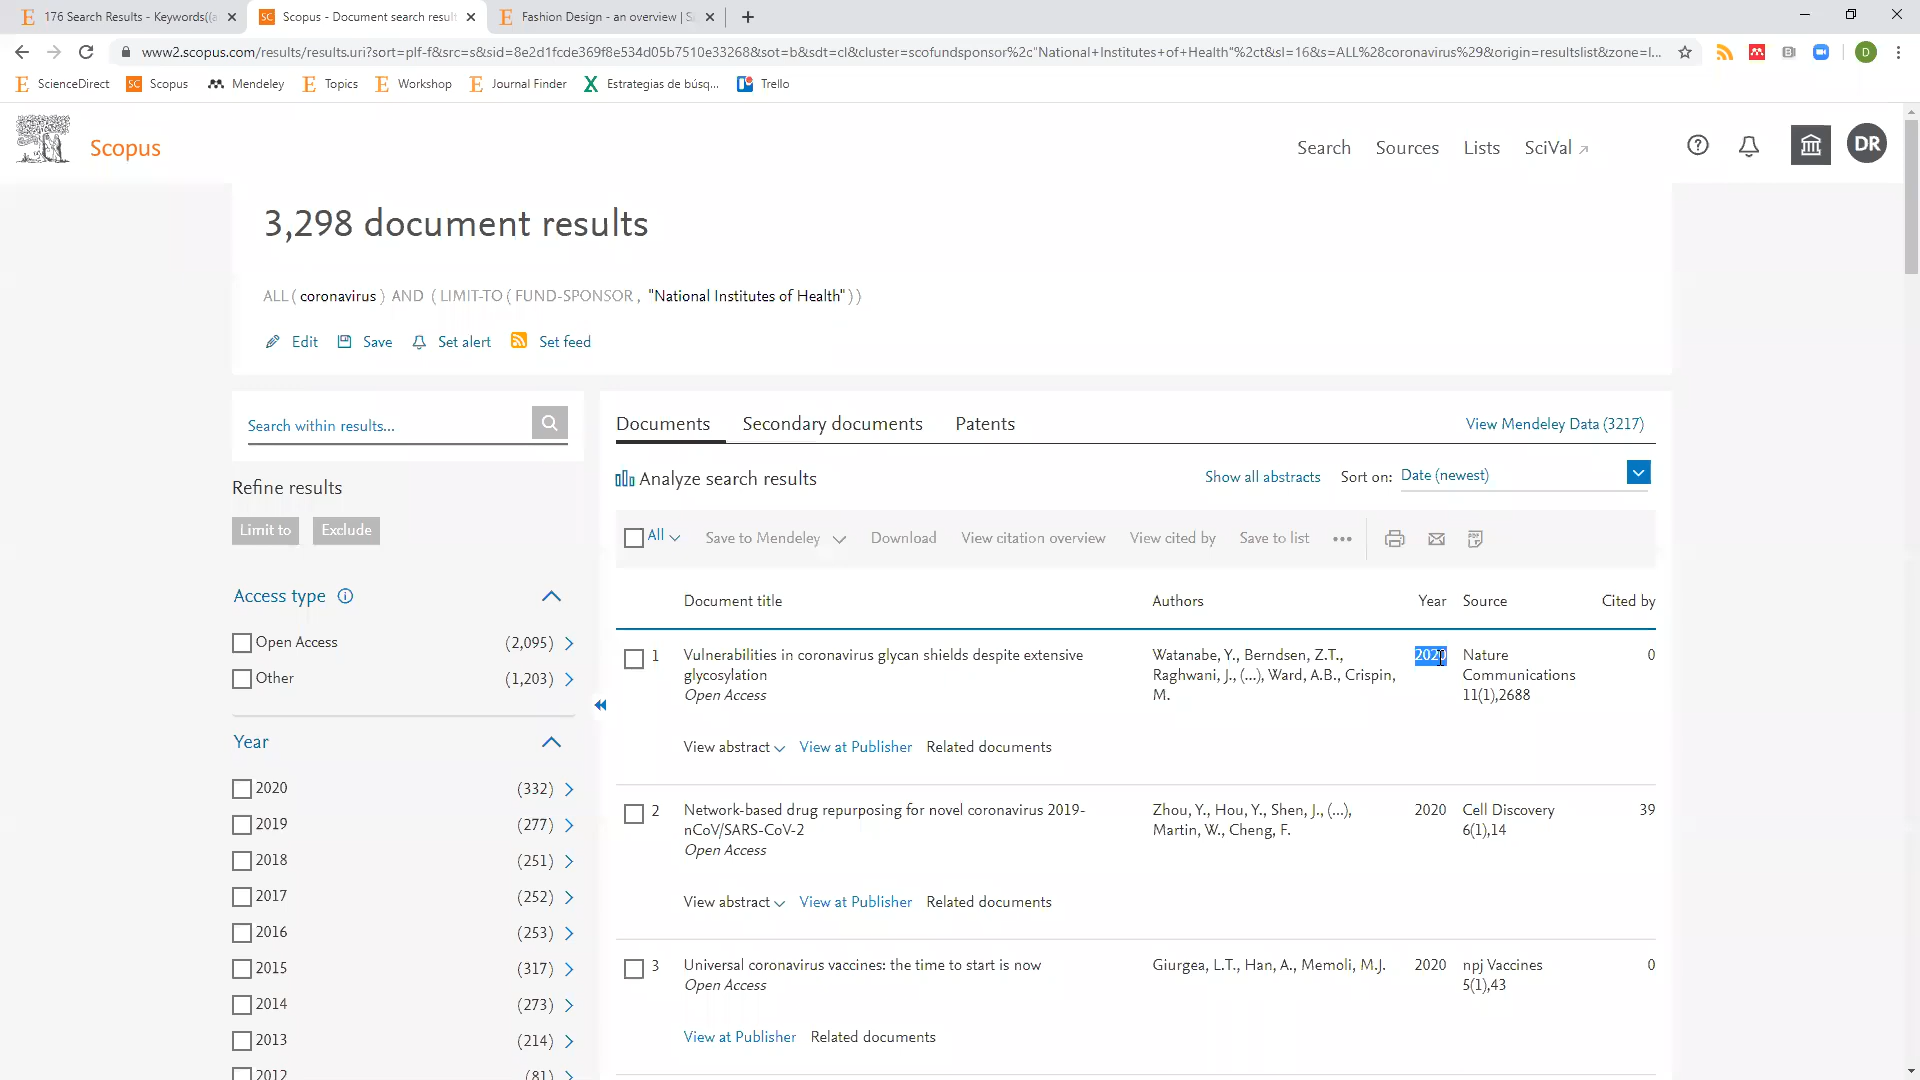 176 Search Results - Keywords((a
Scopus - Document search result
Fashion Design - an overview | S
www2.scopus.com/results/results.uri?sort=plf-f&src=s&sid=8e2d1fcde369f8e534d05b7510e33268&sot=b&sdt=cl&cluster=scofundsponsor%2c"National+Institutes+of+Health"%2ct&sl=16&s=ALL%28coronavirus%29&origin=resultslist&zone=l...
D
ScienceDirect
SC Scopus
Mendeley
Topics
Workshop
Journal Finder
Estrategias de búsq...
Trello
Scopus
Search
Sources
Lists
SciVal
DR
3,298 document results
ALL ( coronavirus ) AND ( LIMIT-TO ( FUND-SPONSOR , "National Institutes of Health" ) )
Edit
Save
Set alert
Set feed
Search within results...
Refine results
Limit to
Exclude
Access type
Open Access (2,095)
Other (1,203)
Year
2020 (332)
2019 (277)
2018 (251)
2017 (252)
2016 (253)
2015 (317)
2014 (273)
2013 (214)
2012 (81)
Documents
Secondary documents
Patents
View Mendeley Data (3217)
Analyze search results
Show all abstracts
Sort on: Date (newest)
All
Save to Mendeley
Download
View citation overview
View cited by
Save to list
•••
Document title
Authors
Year
Source
Cited by
1
Vulnerabilities in coronavirus glycan shields despite extensive
glycosylation
Open Access
Watanabe, Y., Berndsen, Z.T.,
Raghwani, J., (...), Ward, A.B., Crispin,
M.
2020
Nature
Communications
11(1),2688
0
View abstract
View at Publisher
Related documents
2
Network-based drug repurposing for novel coronavirus 2019-
nCoV/SARS-CoV-2
Open Access
Zhou, Y., Hou, Y., Shen, J., (...),
Martin, W., Cheng, F.
2020
Cell Discovery
6(1),14
39
View abstract
View at Publisher
Related documents
3
Universal coronavirus vaccines: the time to start is now
Open Access
Giurgea, L.T., Han, A., Memoli, M.J.
2020
npj Vaccines
5(1),43
0
View at Publisher
Related documents